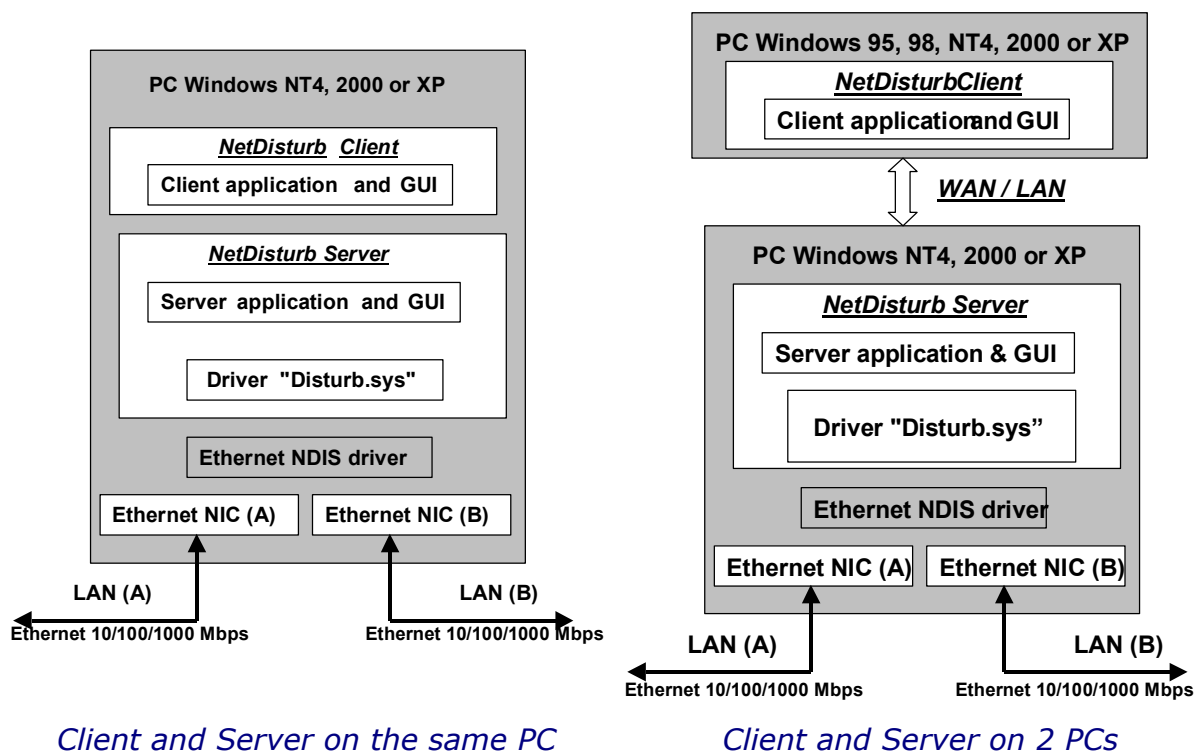 PC Windows NT4, 2000 or XP
NetDisturb Client
Client application and GUI
NetDisturb Server
Server application and GUI
Driver "Disturb.sys"
Ethernet NDIS driver
Ethernet NIC (A)
Ethernet NIC (B)
LAN (A)
LAN (B)
Ethernet 10/100/1000 Mbps
Ethernet 10/100/1000 Mbps
Client and Server on the same PC
PC Windows 95, 98, NT4, 2000 or XP
NetDisturbClient
Client applicationand GUI
WAN / LAN
PC Windows NT4, 2000 or XP
NetDisturb Server
Server application & GUI
Driver "Disturb.sys”
Ethernet NDIS driver
Ethernet NIC (A)
Ethernet NIC (B)
LAN (A)
LAN (B)
Ethernet 10/100/1000 Mbps
Ethernet 10/100/1000 Mbps
Client and Server on 2 PCs